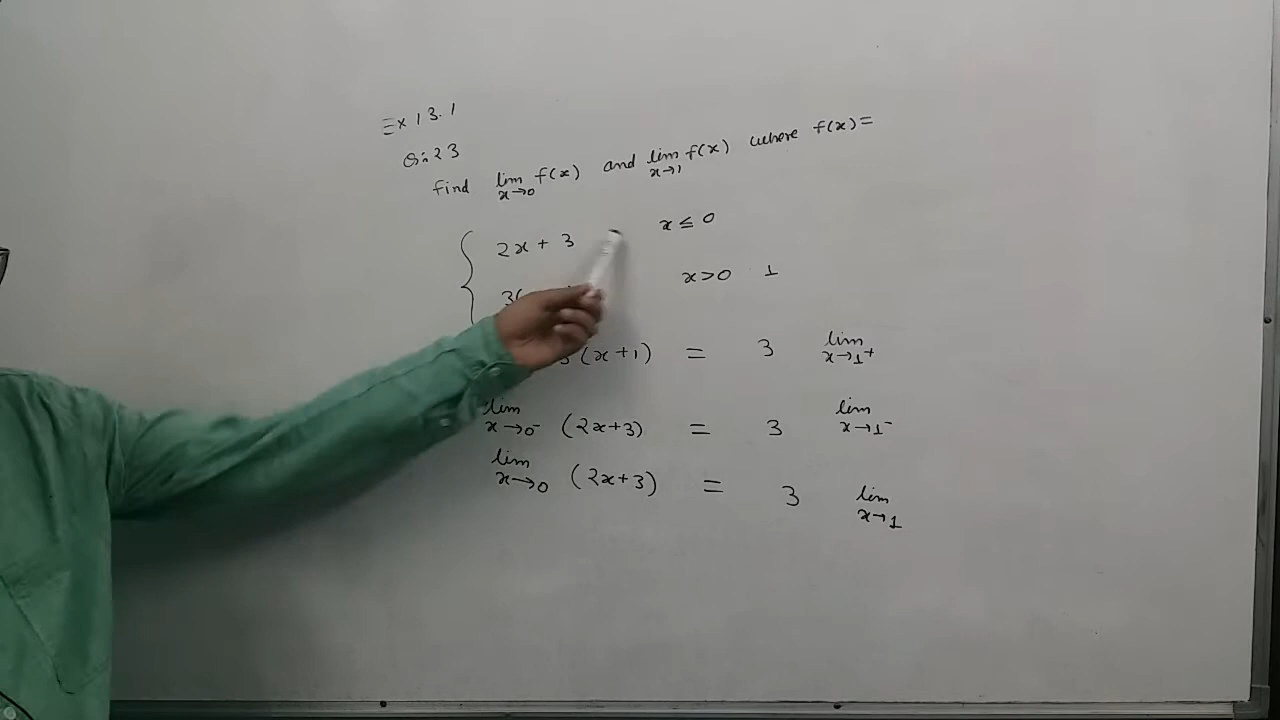 Ex 13.1
Q:23
Find lim x→0 f(x) and lim x→1 f(x) where f(x)=
{ 2x+3 x≤0
3( x>0 1
(x+1) = 3 lim x→1⁺
lim x→0⁻ (2x+3) = 3 lim x→1⁻
lim x→0 (2x+3) = 3 lim x→1